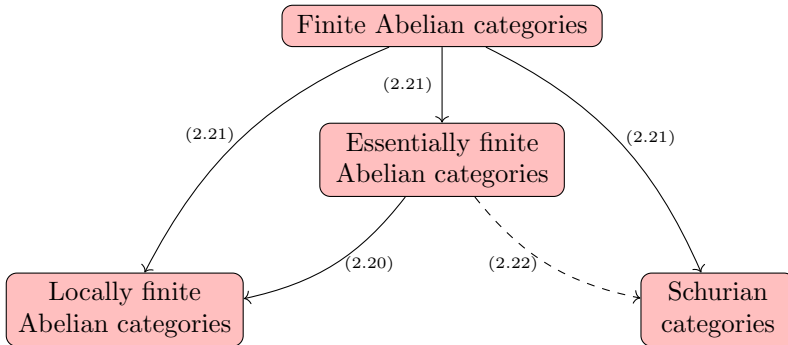 Finite Abelian categories
(2.21)
(2.21)
(2.21)
Essentially finite
Abelian categories
(2.20)
(2.22)
Locally finite
Abelian categories
Schurian
categories